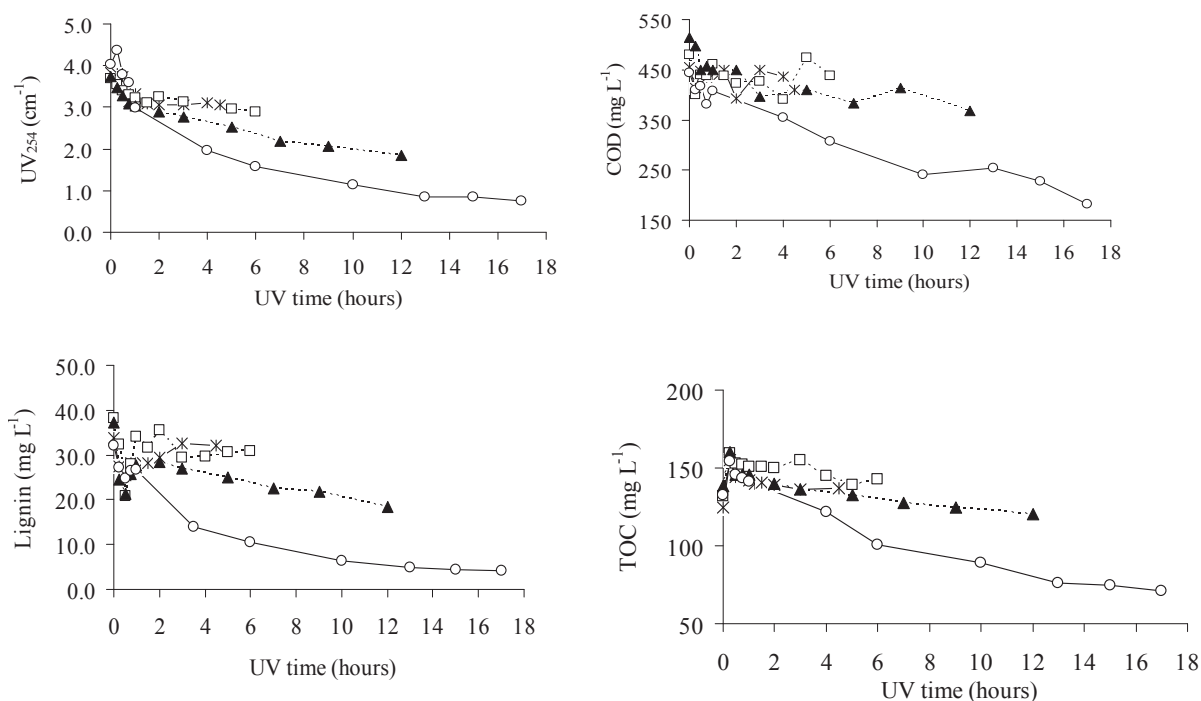 5.0
4.0
3.0
2.0
1.0
0.0
UV254 (cm-1)
0 2 4 6 8 10 12 14 16 18
UV time (hours)
550
450
350
250
150
COD (mg L-1)
0 2 4 6 8 10 12 14 16 18
UV time (hours)
50.0
40.0
30.0
20.0
10.0
0.0
Lignin (mg L-1)
0 2 4 6 8 10 12 14 16 18
UV time (hours)
200
150
100
50
TOC (mg L-1)
0 2 4 6 8 10 12 14 16 18
UV time (hours)